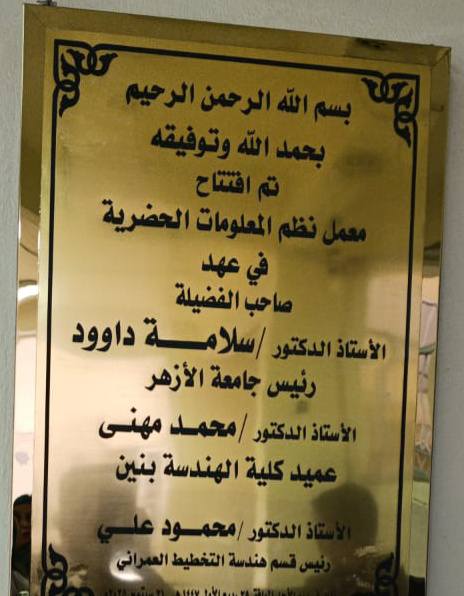 بسم الله الرحمن الرحيم
بحمد الله وتوفيقه
تم افتتاح
معمل نظم المعلومات الحضرية
في عهد
صاحب الفضيلة
الأستاذ الدكتور /سلامة داوود
رئيس جامعة الأزهر
الأستاذ الدكتور /محمد مهنى
عميد كلية الهندسة بنين
الأستاذ الدكتور /محمود علي
رئيس قسم هندسة التخطيط العمراني